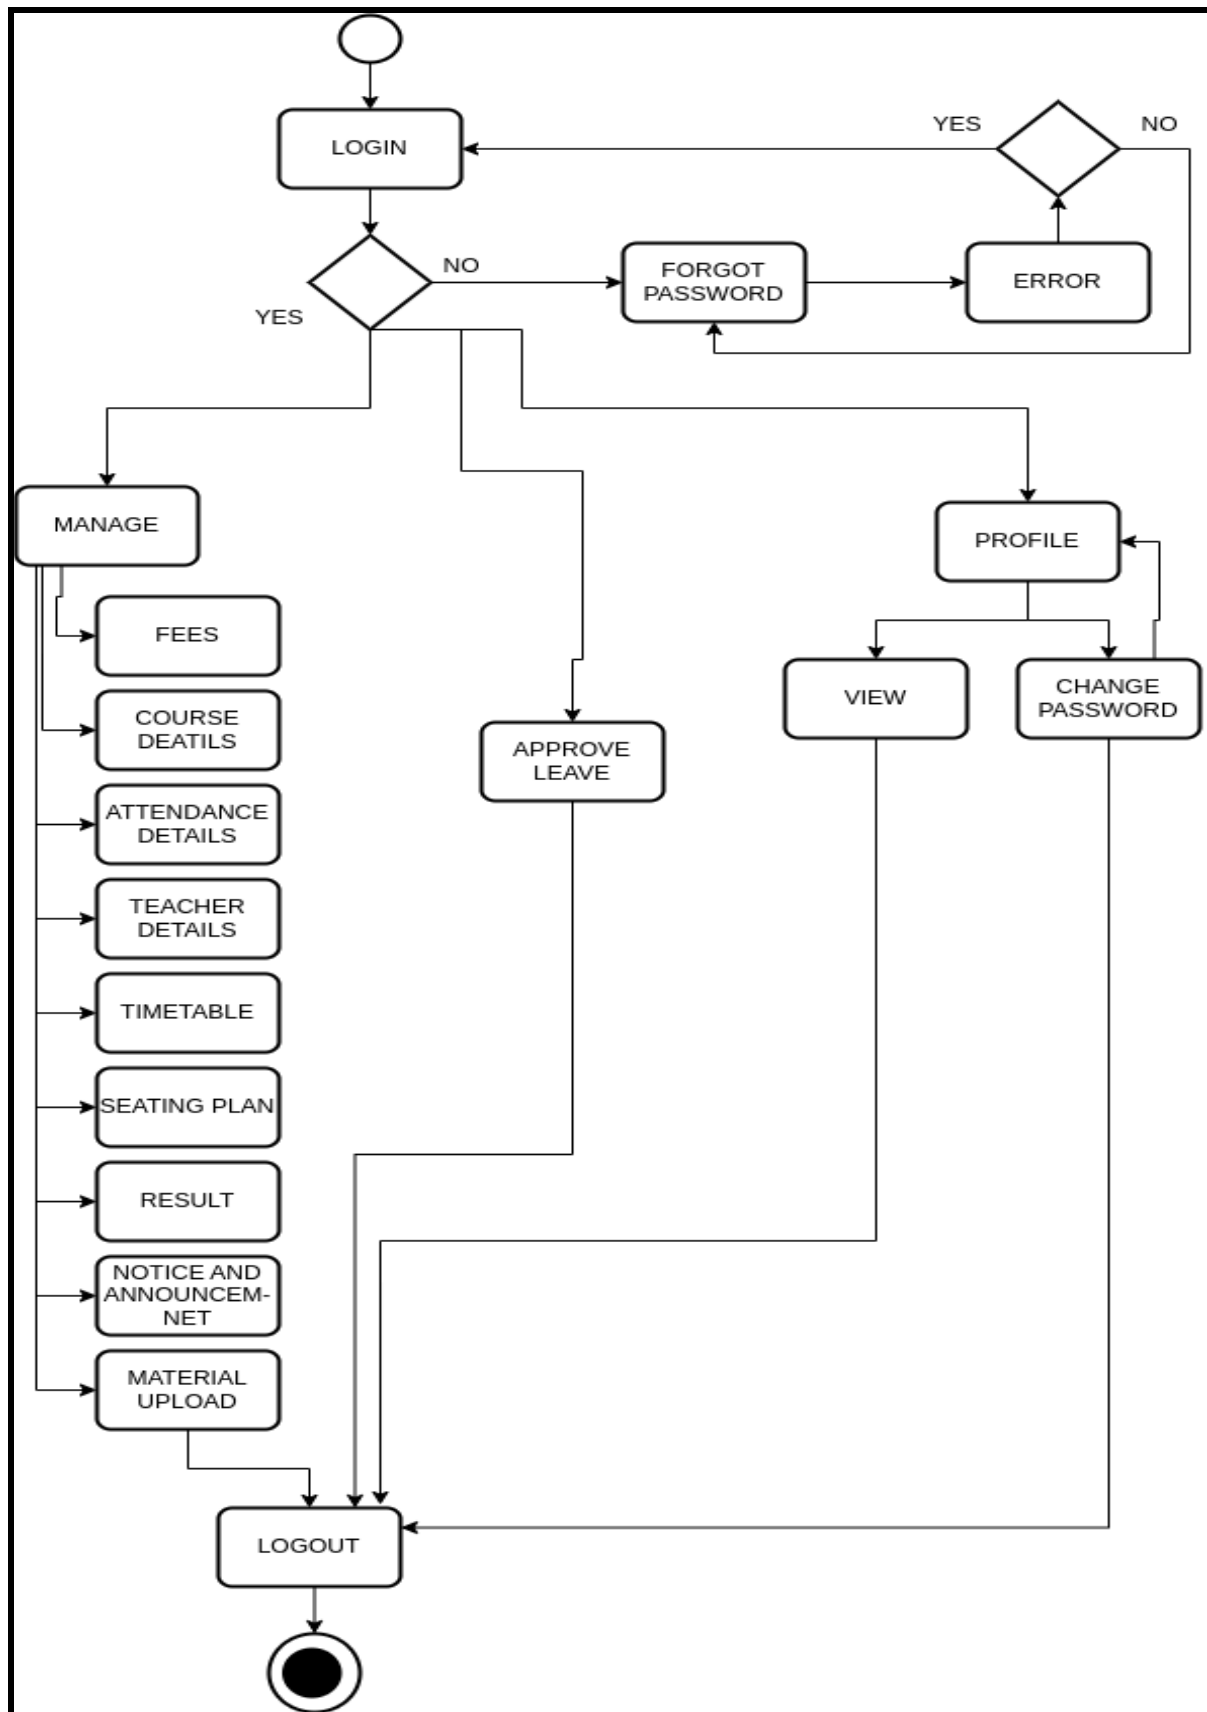 LOGIN
YES
NO
NO
FORGOT
PASSWORD
ERROR
YES
MANAGE
PROFILE
FEES
COURSE
DEATILS
VIEW
CHANGE
PASSWORD
APPROVE
LEAVE
ATTENDANCE
DETAILS
TEACHER
DETAILS
TIMETABLE
SEATING PLAN
RESULT
NOTICE AND
ANNOUNCEM-
NET
MATERIAL
UPLOAD
LOGOUT